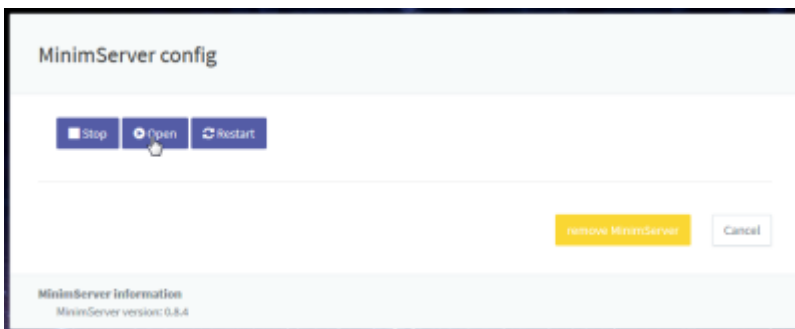 MinimServer config
Stop Open Restart
remove MinimServer Cancel
MinimServer information
MinimServer version: 0.8.4